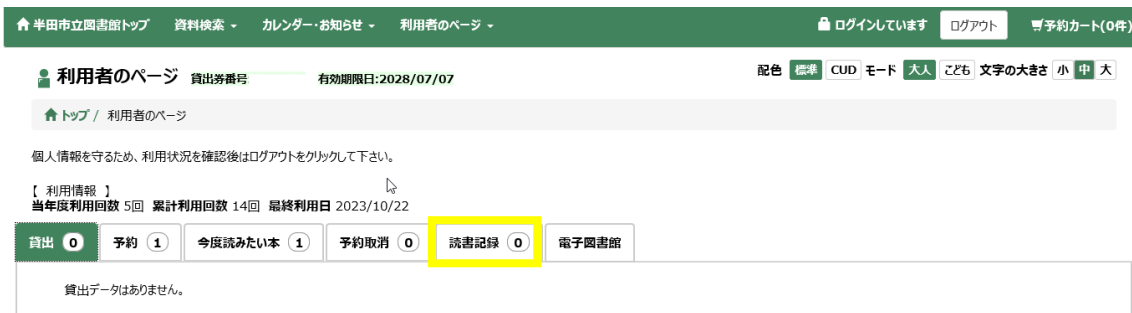 半田市立図書館トップ 資料検索 カレンダー・お知らせ 利用者のページ ログインしています ログアウト 予約カート(0件)
利用者のページ 貸出券番号 有効期限日:2028/07/07 配色 標準 CUD モード 大人 こども 文字の大きさ 小 中 大
トップ / 利用者のページ
個人情報を守るため、利用状況を確認後はログアウトをクリックして下さい。
【 利用情報 】
当年度利用回数 5回 累計利用回数 14回 最終利用日 2023/10/22
貸出 0 予約 1 今度読みたい本 1 予約取消 0 読書記録 0 電子図書館
貸出データはありません。